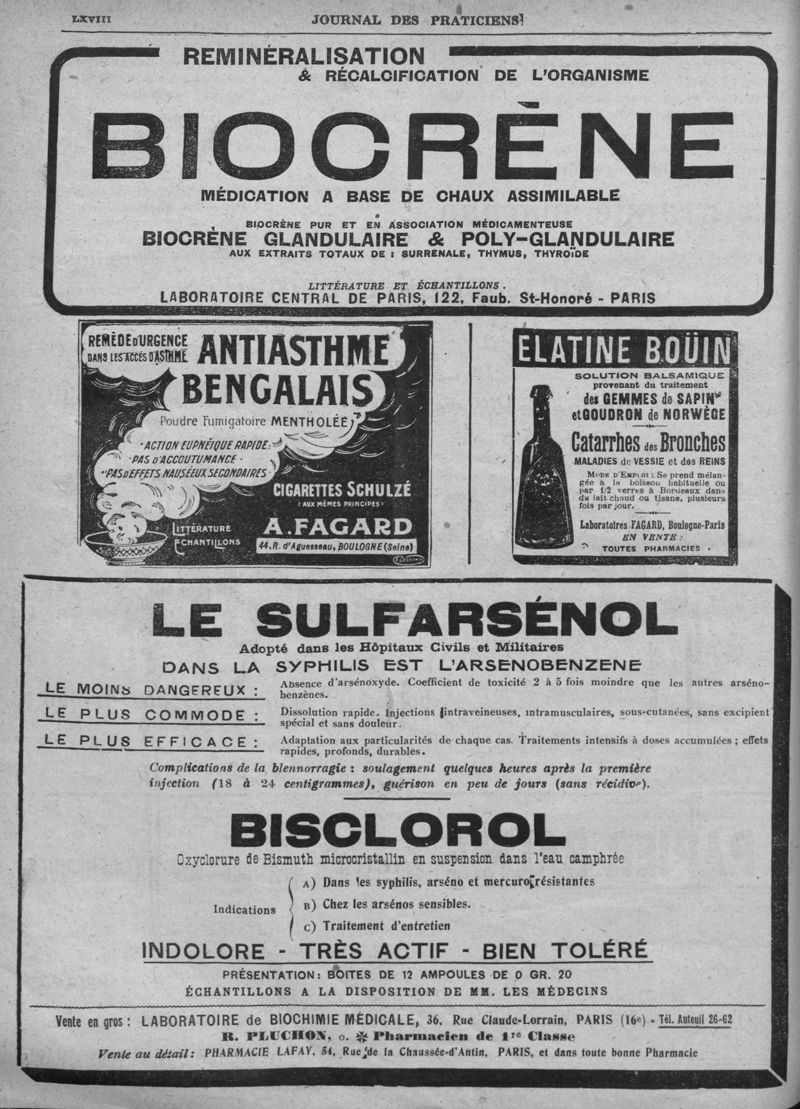 LXVIII
JOURNAL DES PRATICIENS
REMINÉRALISATION
& RÉCALCIFICATION DE L'ORGANISME
BIOCRÈNE
MÉDICATION A BASE DE CHAUX ASSIMILABLE
BIOCRÈNE PUR ET EN ASSOCIATION MÉDICAMENTEUSE
BIOCRÈNE GLANDULAIRE & POLY-GLANDULAIRE
AUX EXTRAITS TOTAUX DE : SURRÉNALE, THYMUS, THYROÏDE
LITTÉRATURE ET ÉCHANTILLONS.
LABORATOIRE CENTRAL DE PARIS, 122, Faub. St-Honoré - PARIS
REMÈDE D'URGENCE
DANS LES ACCÈS D'ASTHME
ANTIASTHME
BENGALAIS
Poudre Fumigatoire MENTHOLÉE
ACTION EUPNÉIQUE RAPIDE
PAS D'ACCOUTUMANCE
PAS D'EFFETS NAUSÉEUX SECONDAIRES
CIGARETTES SCHULZÉ
(AUX MÊMES PRINCIPES)
LITTÉRATURE
ÉCHANTILLONS
A. FAGARD
44, R. d'Aguesseau, BOULOGNE (Seine)
ELATINE BOÜIN
SOLUTION BALSAMIQUE
provenant du traitement
des GEMMES de SAPIN
et GOUDRON de NORWÈGE
Catarrhes des Bronches
MALADIES de VESSIE et des REINS
MODE D'EMPLOI : Se prend mélan-
gée à la boisson habituelle ou
par 1/2 verres à Bordeaux dans
du lait chaud ou tisane, plusieurs
fois par jour.
Laboratoires FAGARD, Boulogne-Paris
EN VENTE :
TOUTES PHARMACIES
LE SULFARSÉNOL
Adopté dans les Hôpitaux Civils et Militaires
DANS LA SYPHILIS EST L'ARSENOBENZENE
LE MOINS DANGEREUX : Absence d'arsénoxyde. Coefficient de toxicité 2 à 5 fois moindre que les autres arséno-
benzènes.
LE PLUS COMMODE : Dissolution rapide. Injections intraveineuses, intramusculaires, sous-cutanées, sans excipient
spécial et sans douleur.
LE PLUS EFFICACE : Adaptation aux particularités de chaque cas. Traitements intensifs à doses accumulées ; effets
rapides, profonds, durables.
Complications de la blennorragie : soulagement quelques heures après la première
injection (18 à 24 centigrammes), guérison en peu de jours (sans récidive).
BISCLOROL
Oxyclorure de Bismuth microcristallin en suspension dans l'eau camphrée
Indications
A) Dans les syphilis, arséno et mercuro-résistantes
B) Chez les arsénos sensibles.
C) Traitement d'entretien
INDOLORE - TRÈS ACTIF - BIEN TOLÉRÉ
PRÉSENTATION : BOITES DE 12 AMPOULES DE 0 GR. 20
ÉCHANTILLONS A LA DISPOSITION DE MM. LES MÉDECINS
Vente en gros : LABORATOIRE de BIOCHIMIE MÉDICALE, 36, Rue Claude-Lorrain, PARIS (16e) - Tél. Auteuil 26-62
R. PLUCHON, O. ✻ Pharmacien de 1re Classe
Vente au détail : PHARMACIE LAFAY, 54, Rue de la Chaussée-d'Antin, PARIS, et dans toute bonne Pharmacie